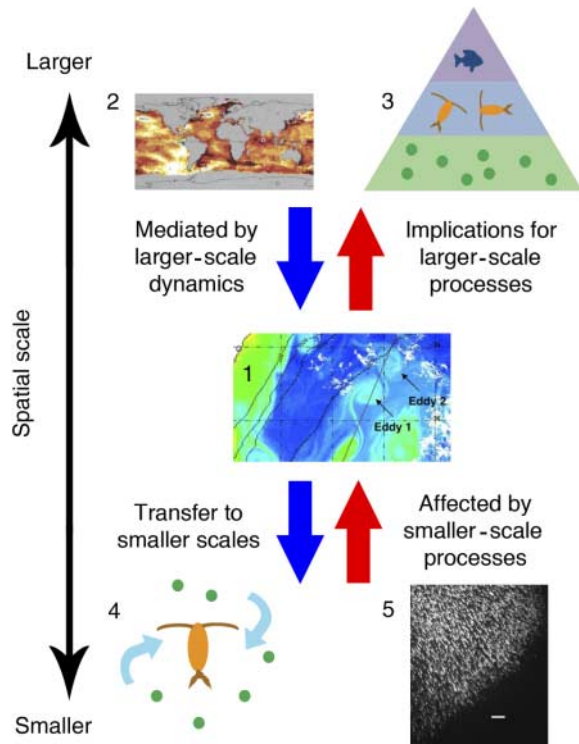 Larger
2
3
Mediated by
larger-scale
dynamics
Implications for
larger-scale
processes
Spatial scale
1
Eddy 2
Eddy 1
Transfer to
smaller scales
Affected by
smaller-scale
processes
4
5
Smaller